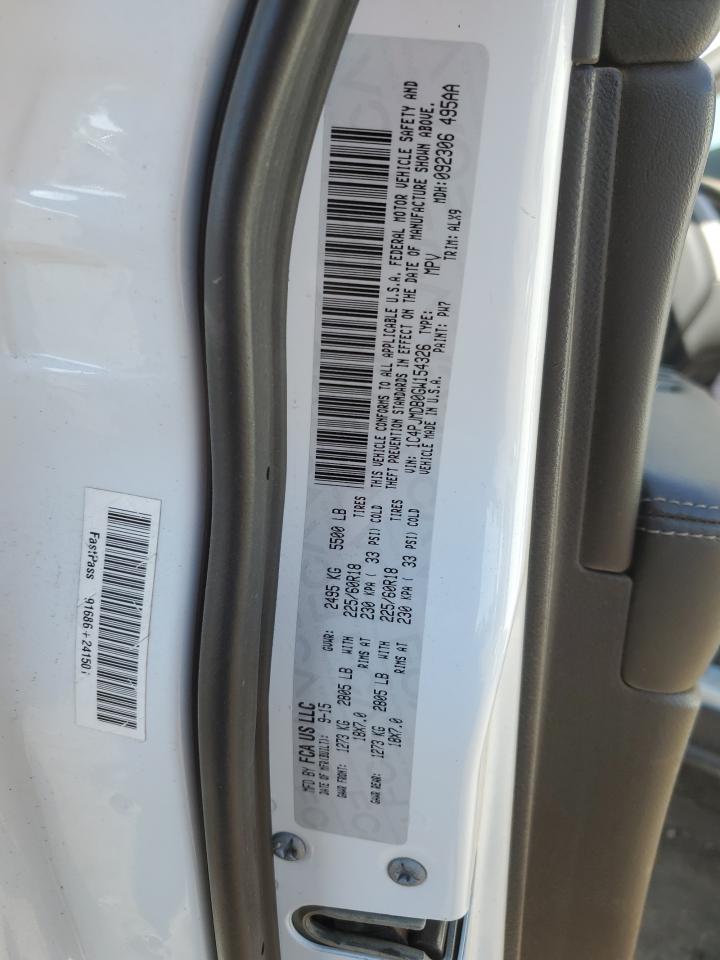 FastPass 91686+24150
MFD BY FCA US LLC
DATE OF MFR(BUILT): 9-15 GVWR: 2495 KG 5500 LB
GAWR FRONT: 1273 KG 2805 LB WITH 225/60R18 TIRES
18X7.0 RIMS AT 230 KPA ( 33 PSI) COLD
GAWR REAR: 1273 KG 2805 LB WITH 225/60R18 TIRES
18X7.0 RIMS AT 230 KPA ( 33 PSI) COLD
THIS VEHICLE CONFORMS TO ALL APPLICABLE U.S.A. FEDERAL MOTOR VEHICLE SAFETY AND
THEFT PREVENTION STANDARDS IN EFFECT ON THE DATE OF MANUFACTURE SHOWN ABOVE.
VIN: 1C4PJMDB0GW154326 TYPE: MPV MDH:092306 495AA
VEHICLE MADE IN U.S.A. PAINT: PW7 TRIM: ALX9